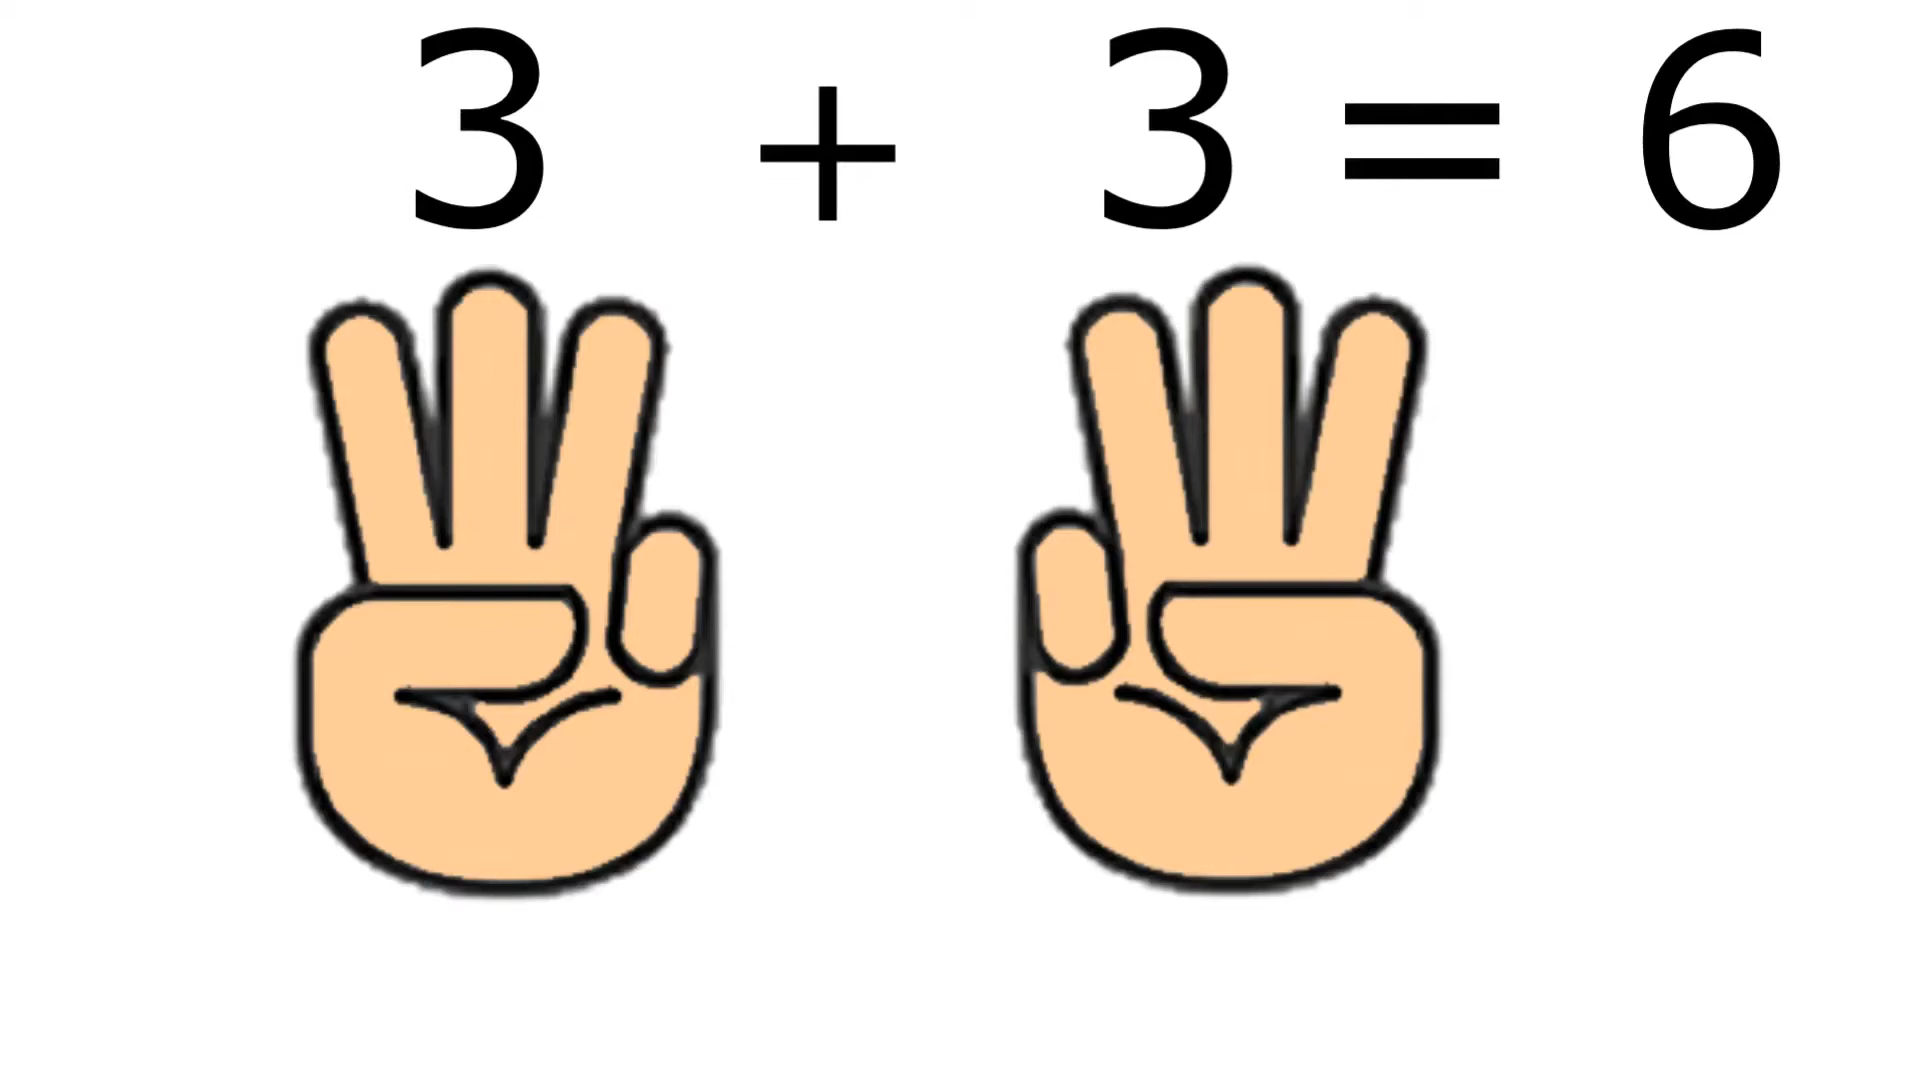 3 + 3 = 6